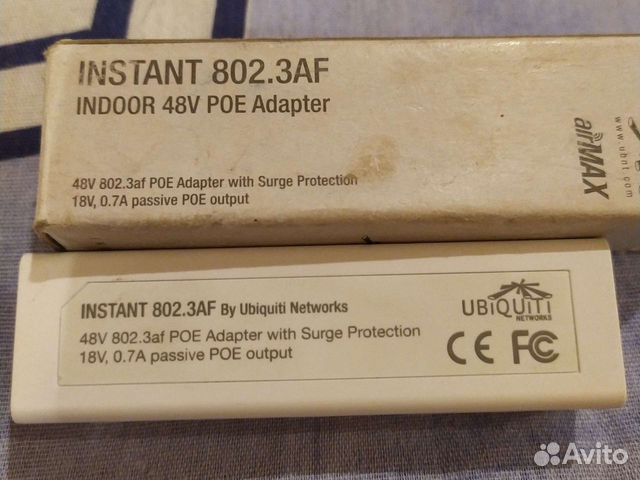 INSTANT 802.3AF
INDOOR 48V POE Adapter
48V 802.3af POE Adapter with Surge Protection
18V, 0.7A passive POE output
airMAX
www.ubnt.com
INSTANT 802.3AF By Ubiquiti Networks
48V 802.3af POE Adapter with Surge Protection
18V, 0.7A passive POE output
UBiQUiTi
NETWORKS
CE FC
Avito